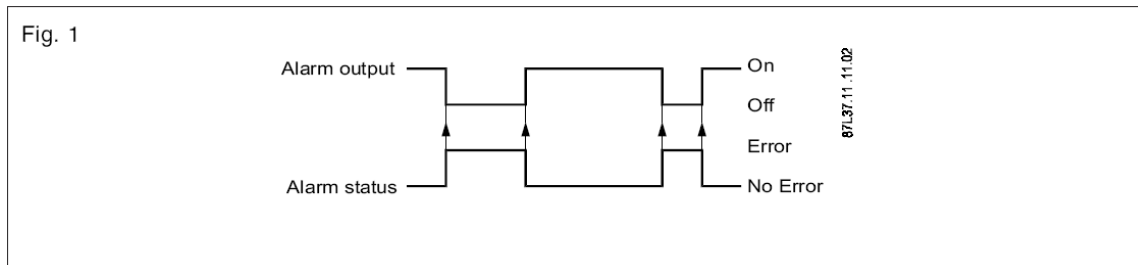 Fig. 1
Alarm output
On
Off
Error
Alarm status
No Error
87L37.11.11.02